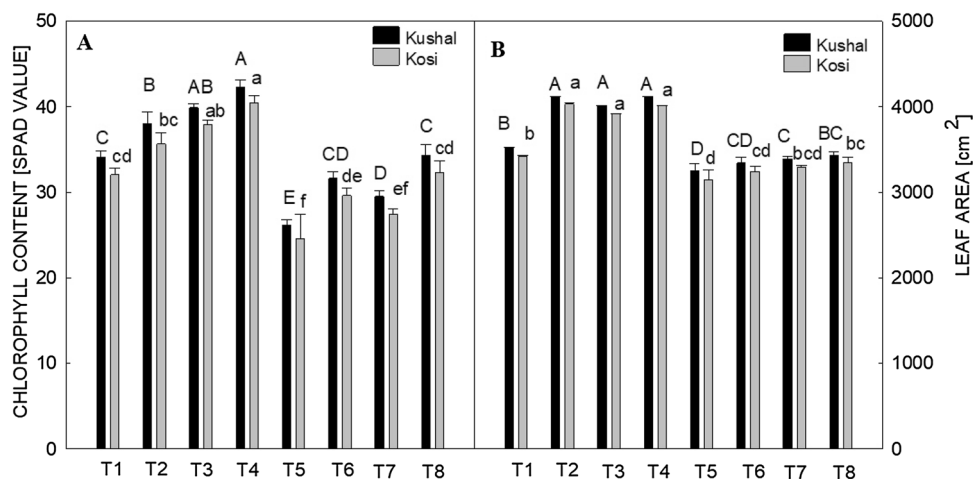 A
Kushal
Kosi
B
Kushal
Kosi
CHLOROPHYLL CONTENT [SPAD VALUE]
50
40
30
20
10
0
C
cd
B
bc
AB
ab
A
a
E
f
CD
de
D
ef
C
cd
T1 T2 T3 T4 T5 T6 T7 T8
B
b
A
a
A
a
A
a
D
d
CD
cd
C
bcd
BC
bc
T1 T2 T3 T4 T5 T6 T7 T8
5000
4000
3000
2000
1000
0
LEAF AREA [cm²]